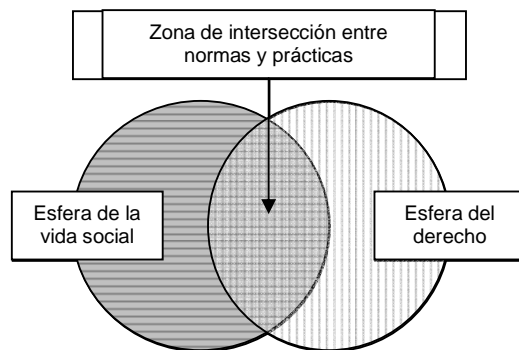 Zona de intersección entre
normas y prácticas
Esfera de la
vida social
Esfera del
derecho